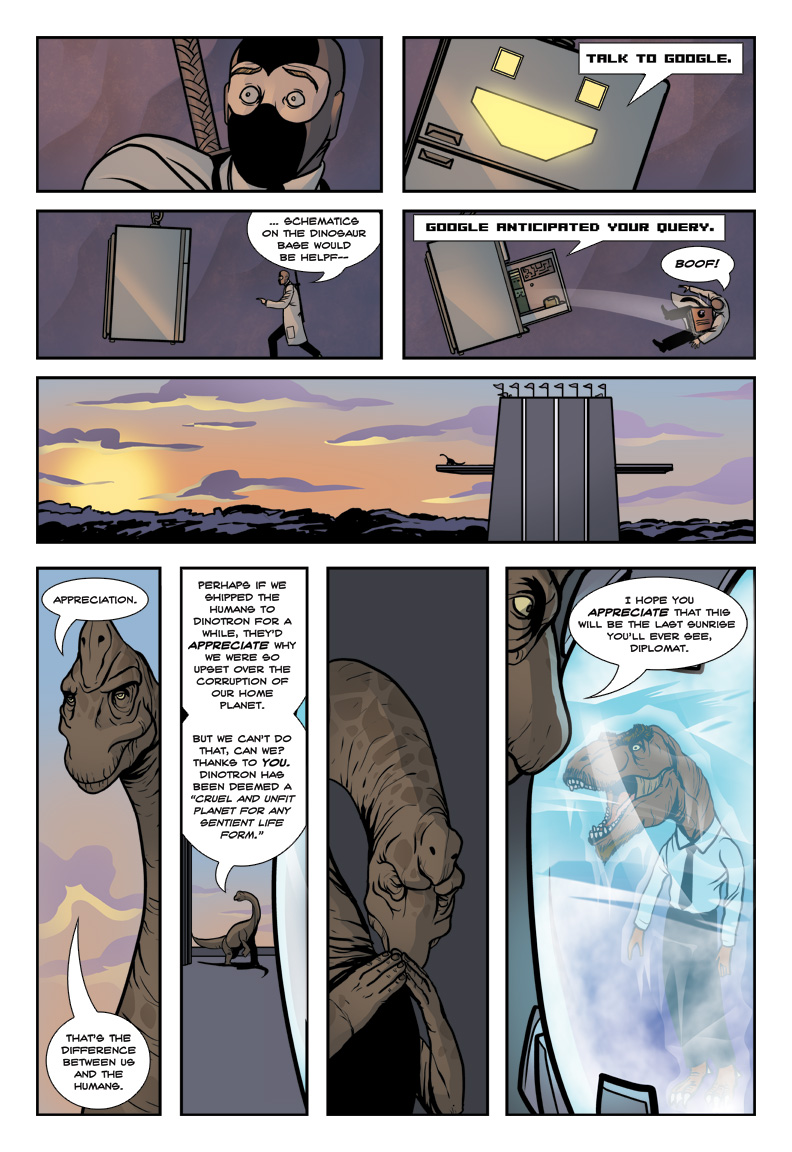 TALK TO GOOGLE.
... SCHEMATICS
ON THE DINOSAUR
BASE WOULD
BE HELPF--
GOOGLE ANTICIPATED YOUR QUERY.
BOOF!
APPRECIATION.
THAT'S THE
DIFFERENCE
BETWEEN US
AND THE
HUMANS.
PERHAPS IF WE
SHIPPED THE
HUMANS TO
DINOTRON FOR A
WHILE, THEY'D
APPRECIATE WHY
WE WERE SO
UPSET OVER THE
CORRUPTION OF
OUR HOME
PLANET.
BUT WE CAN'T DO
THAT, CAN WE?
THANKS TO YOU.
DINOTRON HAS
BEEN DEEMED A
"CRUEL AND UNFIT
PLANET FOR ANY
SENTIENT LIFE
FORM."
I HOPE YOU
APPRECIATE THAT THIS
WILL BE THE LAST SUNRISE
YOU'LL EVER SEE,
DIPLOMAT.